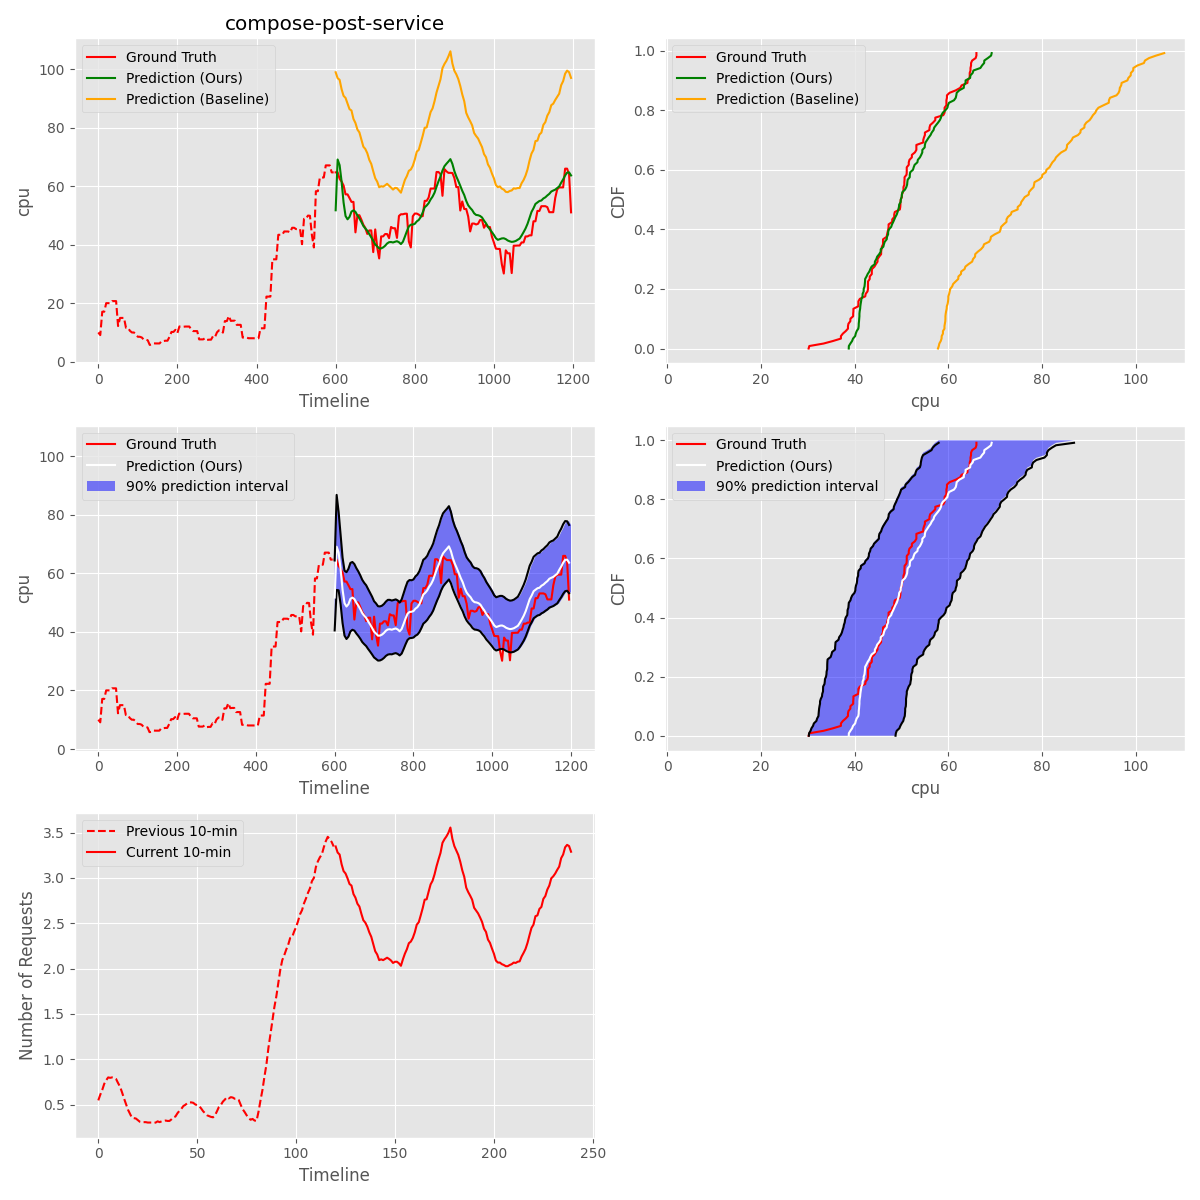 compose-post-service
Ground Truth
Prediction (Ours)
Prediction (Baseline)
100
80
60
40
20
0
cpu
0 200 400 600 800 1000 1200
Timeline
Ground Truth
Prediction (Ours)
Prediction (Baseline)
1.0
0.8
0.6
0.4
0.2
0.0
CDF
0 20 40 60 80 100
cpu
Ground Truth
Prediction (Ours)
90% prediction interval
100
80
60
40
20
0
cpu
0 200 400 600 800 1000 1200
Timeline
Ground Truth
Prediction (Ours)
90% prediction interval
1.0
0.8
0.6
0.4
0.2
0.0
CDF
0 20 40 60 80 100
cpu
Previous 10-min
Current 10-min
3.5
3.0
2.5
2.0
1.5
1.0
0.5
Number of Requests
0 50 100 150 200 250
Timeline